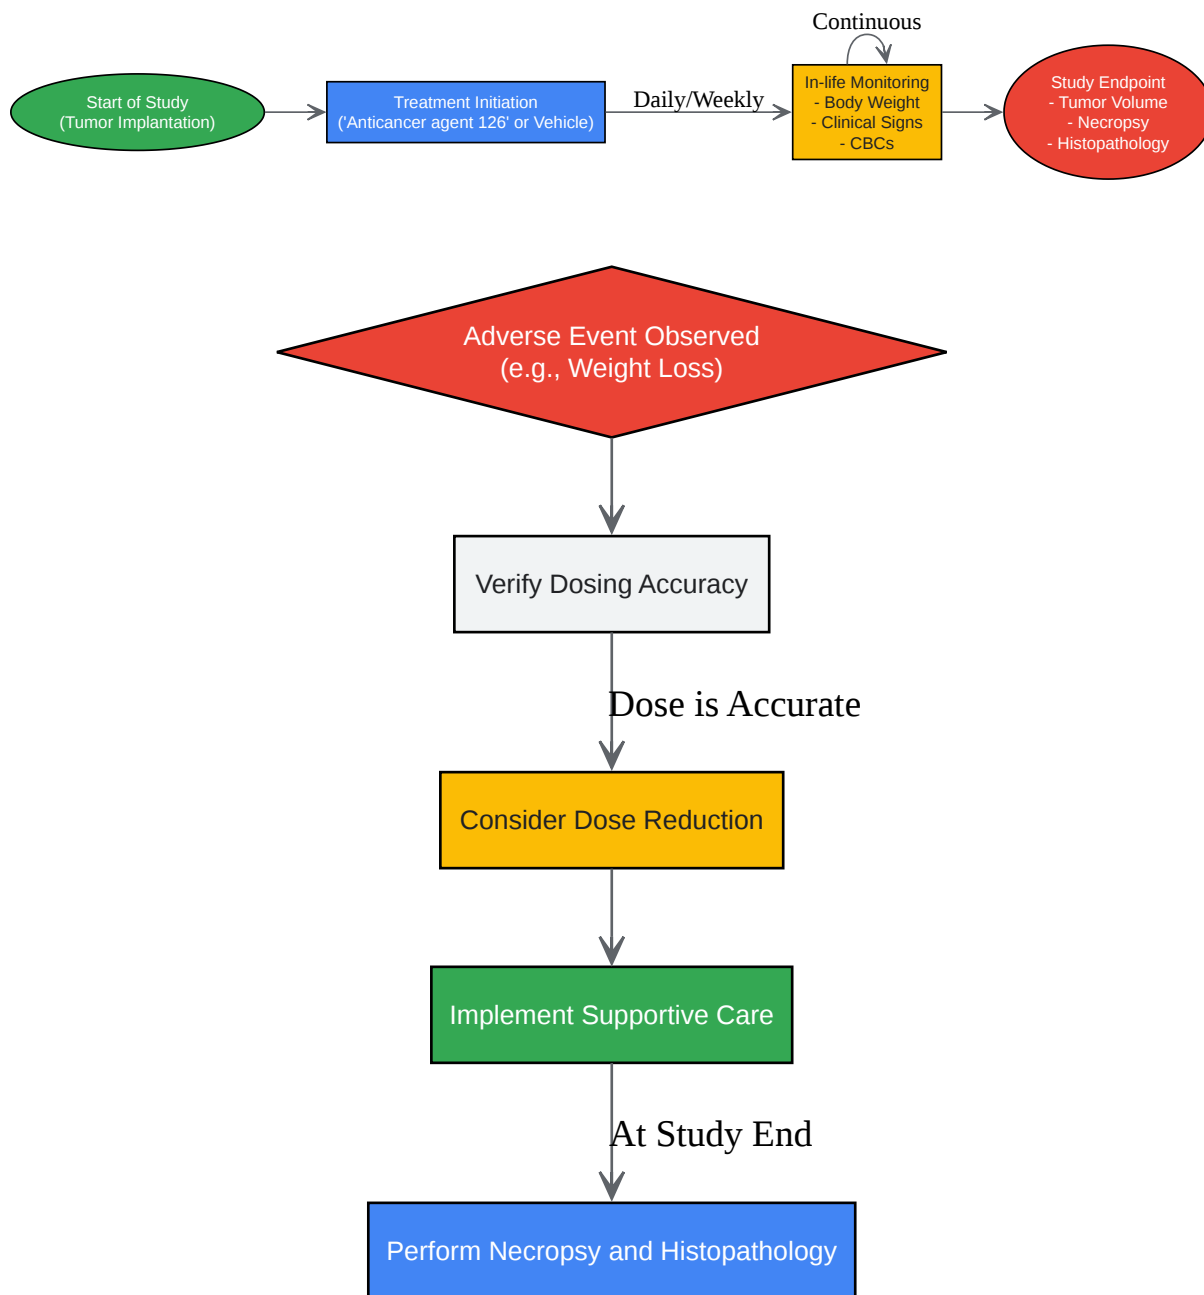 Continuous
Start of Study
(Tumor Implantation)
Treatment Initiation
('Anticancer agent 126' or Vehicle)
Daily/Weekly
In-life Monitoring
- Body Weight
- Clinical Signs
- CBCs
Study Endpoint
- Tumor Volume
- Necropsy
- Histopathology
Adverse Event Observed
(e.g., Weight Loss)
Verify Dosing Accuracy
Dose is Accurate
Consider Dose Reduction
Implement Supportive Care
At Study End
Perform Necropsy and Histopathology